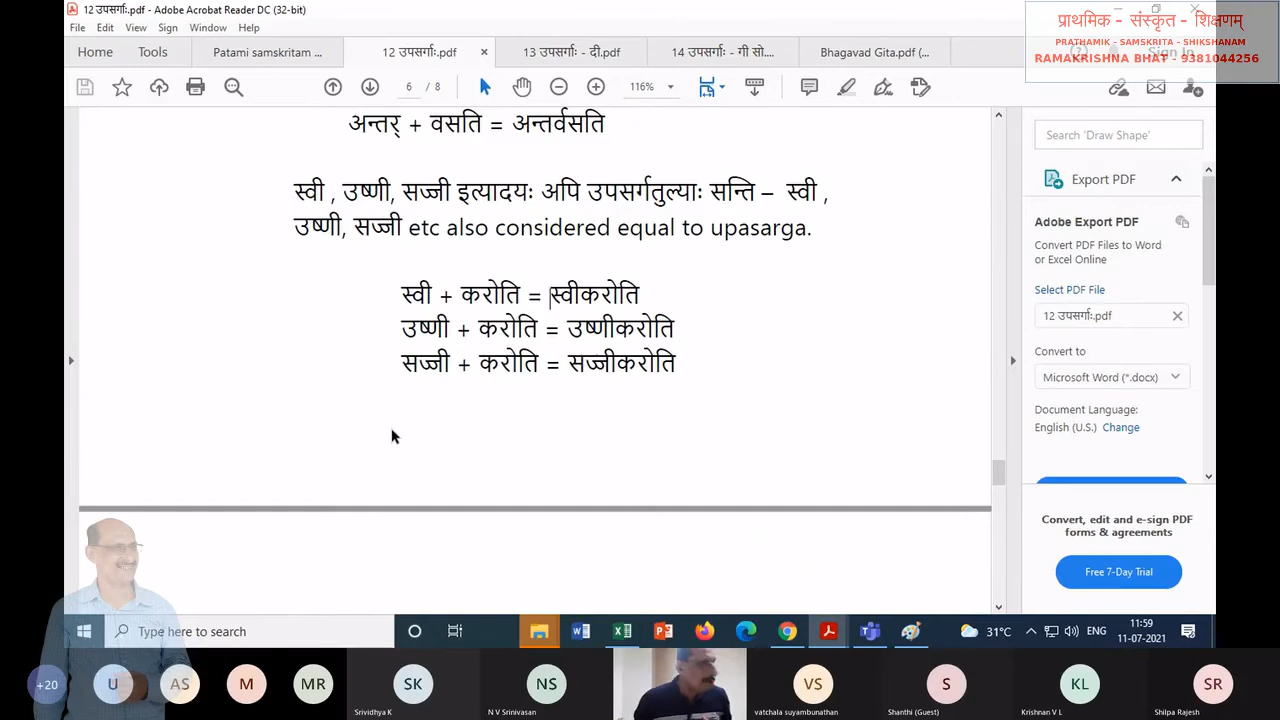 12 उपसर्गाः.pdf - Adobe Acrobat Reader DC (32-bit)
File Edit View Sign Window Help
प्राथमिक - संस्कृत - शिक्षणम्
PRATHAMIK - SAMSKRITA - SHIKSHANAM
RAMAKRISHNA BHAT - 9381044256
Home Tools Patami samskritam ... 12 उपसर्गाः.pdf × 13 उपसर्गाः - दी.pdf 14 उपसर्गाः - गी सो.... Bhagavad Gita.pdf (... Sign In
6 / 8 116%
अन्तर् + वसति = अन्तर्वसति
स्वी , उष्णी, सज्जी इत्यादयः अपि उपसर्गतुल्याः सन्ति – स्वी ,
उष्णी, सज्जी etc also considered equal to upasarga.
स्वी + करोति = स्वीकरोति
उष्णी + करोति = उष्णीकरोति
सज्जी + करोति = सज्जीकरोति
Search 'Draw Shape'
Export PDF
Adobe Export PDF
Convert PDF Files to Word
or Excel Online
Select PDF File
12 उपसर्गाः.pdf ×
Convert to
Microsoft Word (*.docx)
Document Language:
English (U.S.) Change
Convert, edit and e-sign PDF
forms & agreements
Free 7-Day Trial
Type here to search
31°C ENG
11:59
11-07-2021
+20 U AS M MR SK NS VS S KL SR
Srividhya K N V Srinivasan vatchala suyambunathan Shanthi (Guest) Krishnan V L Shilpa Rajesh